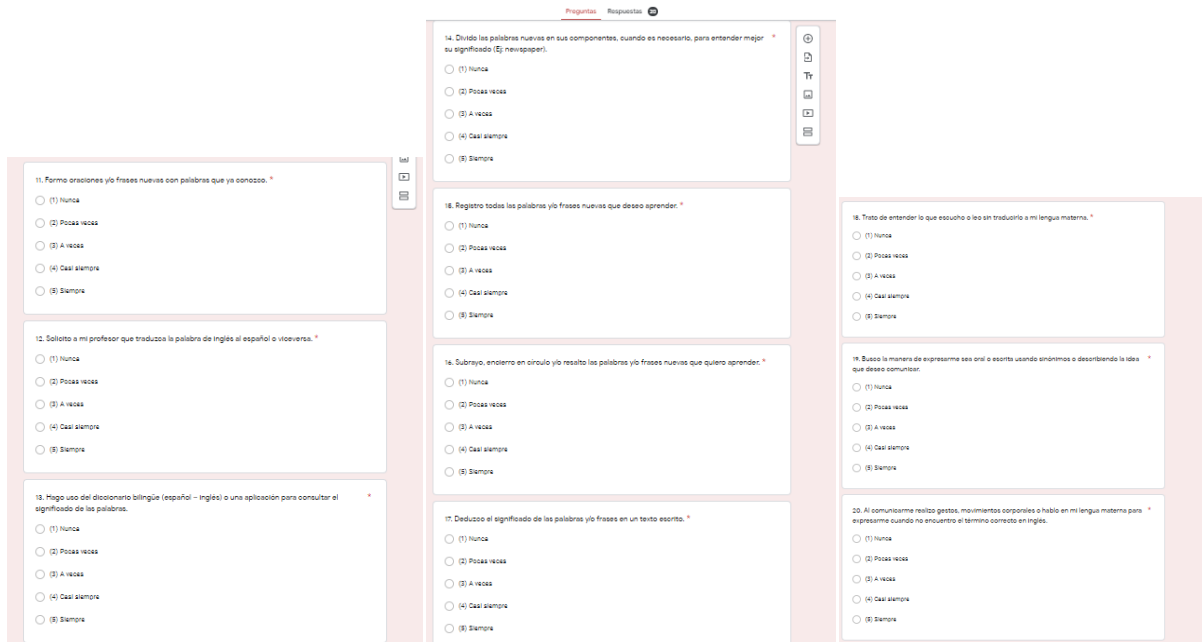 Preguntas Respuestas 20
11. Formo oraciones y/o frases nuevas con palabras que ya conozco. *
(1) Nunca
(2) Pocas veces
(3) A veces
(4) Casi siempre
(5) Siempre
12. Solicito a mi profesor que traduzca la palabra de inglés al español o viceversa. *
(1) Nunca
(2) Pocas veces
(3) A veces
(4) Casi siempre
(5) Siempre
13. Hago uso del diccionario bilingüe (español – inglés) o una aplicación para consultar el *
significado de las palabras.
(1) Nunca
(2) Pocas veces
(3) A veces
(4) Casi siempre
(5) Siempre
14. Divido las palabras nuevas en sus componentes, cuando es necesario, para entender mejor *
su significado (Ej: newspaper).
(1) Nunca
(2) Pocas veces
(3) A veces
(4) Casi siempre
(5) Siempre
15. Registro todas las palabras y/o frases nuevas que deseo aprender. *
(1) Nunca
(2) Pocas veces
(3) A veces
(4) Casi siempre
(5) Siempre
16. Subrayo, encierro en círculo y/o resalto las palabras y/o frases nuevas que quiero aprender. *
(1) Nunca
(2) Pocas veces
(3) A veces
(4) Casi siempre
(5) Siempre
17. Deduzco el significado de las palabras y/o frases en un texto escrito. *
(1) Nunca
(2) Pocas veces
(3) A veces
(4) Casi siempre
(5) Siempre
18. Trato de entender lo que escucho o leo sin traducirlo a mi lengua materna. *
(1) Nunca
(2) Pocas veces
(3) A veces
(4) Casi siempre
(5) Siempre
19. Busco la manera de expresarme sea oral o escrita usando sinónimos o describiendo la idea *
que deseo comunicar.
(1) Nunca
(2) Pocas veces
(3) A veces
(4) Casi siempre
(5) Siempre
20. Al comunicarme realizo gestos, movimientos corporales o hablo en mi lengua materna para *
expresarme cuando no encuentro el término correcto en inglés.
(1) Nunca
(2) Pocas veces
(3) A veces
(4) Casi siempre
(5) Siempre